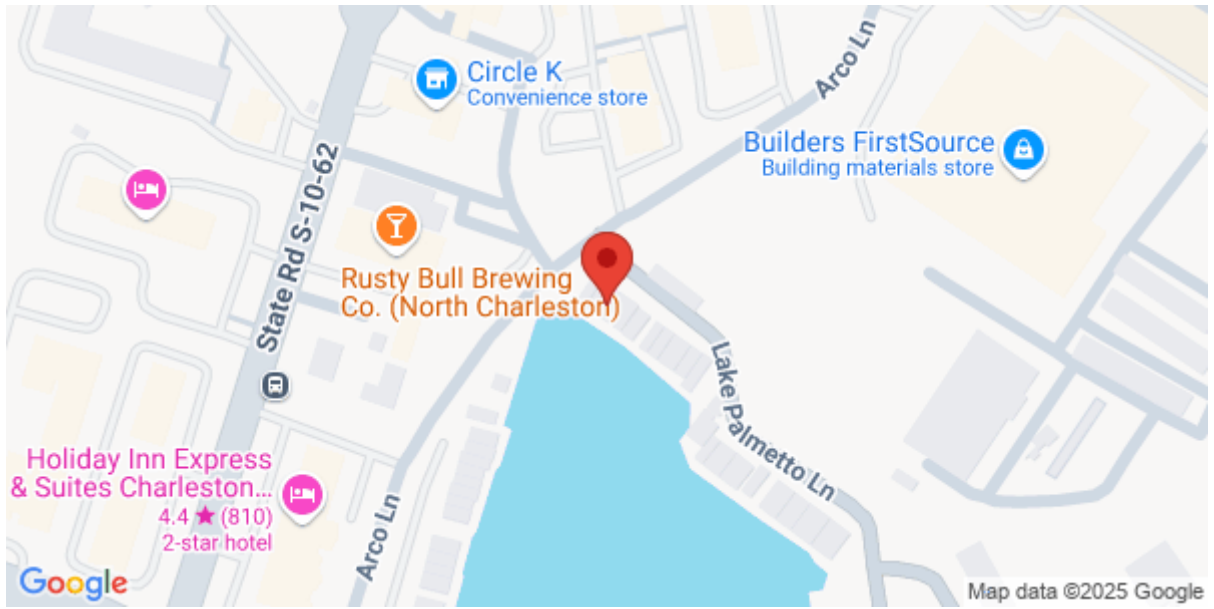 Arco Ln
Circle K
Convenience store
Builders FirstSource
Building materials store
State Rd S-10-62
Rusty Bull Brewing
Co. (North Charleston)
Lake Palmetto Ln
Holiday Inn Express
& Suites Charleston...
4.4 ★ (810)
2-star hotel
Arco Ln
Google
Map data ©2025 Google